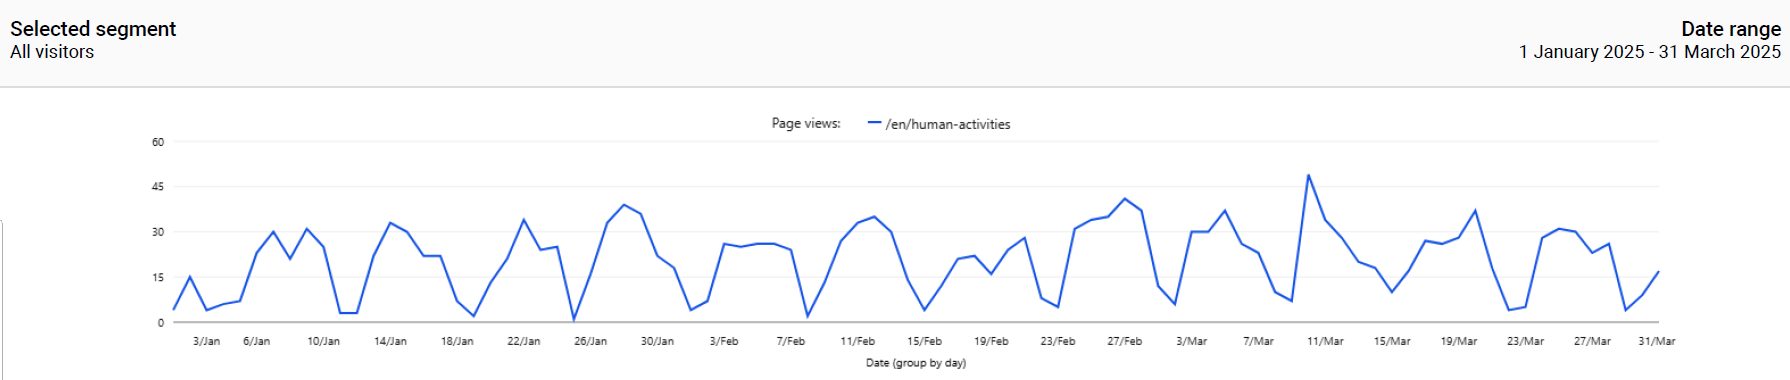 Selected segment
All visitors
Date range
1 January 2025 - 31 March 2025
Page views: /en/human-activities
60
45
30
15
0
3/Jan 6/Jan 10/Jan 14/Jan 18/Jan 22/Jan 26/Jan 30/Jan 3/Feb 7/Feb 11/Feb 15/Feb 19/Feb 23/Feb 27/Feb 3/Mar 7/Mar 11/Mar 15/Mar 19/Mar 23/Mar 27/Mar 31/Mar
Date (group by day)